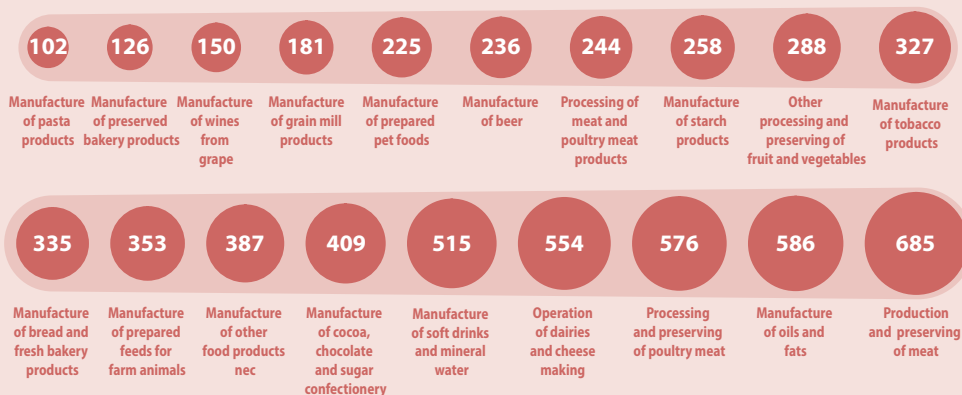 102 126 150 181 225 236 244 258 288 327
Manufacture
of pasta
products
Manufacture
of preserved
bakery products
Manufacture
of wines
from
grape
Manufacture
of grain mill
products
Manufacture
of prepared
pet foods
Manufacture
of beer
Processing of
meat and
poultry meat
products
Manufacture
of starch
products
Other
processing and
preserving of
fruit and vegetables
Manufacture
of tobacco
products
335 353 387 409 515 554 576 586 685
Manufacture
of bread and
fresh bakery
products
Manufacture
of prepared
feeds for
farm animals
Manufacture
of other
food products
nec
Manufacture
of cocoa,
chocolate
and sugar
confectionery
Manufacture
of soft drinks
and mineral
water
Operation
of dairies
and cheese
making
Processing
and preserving
of poultry meat
Manufacture
of oils and
fats
Production
and preserving
of meat